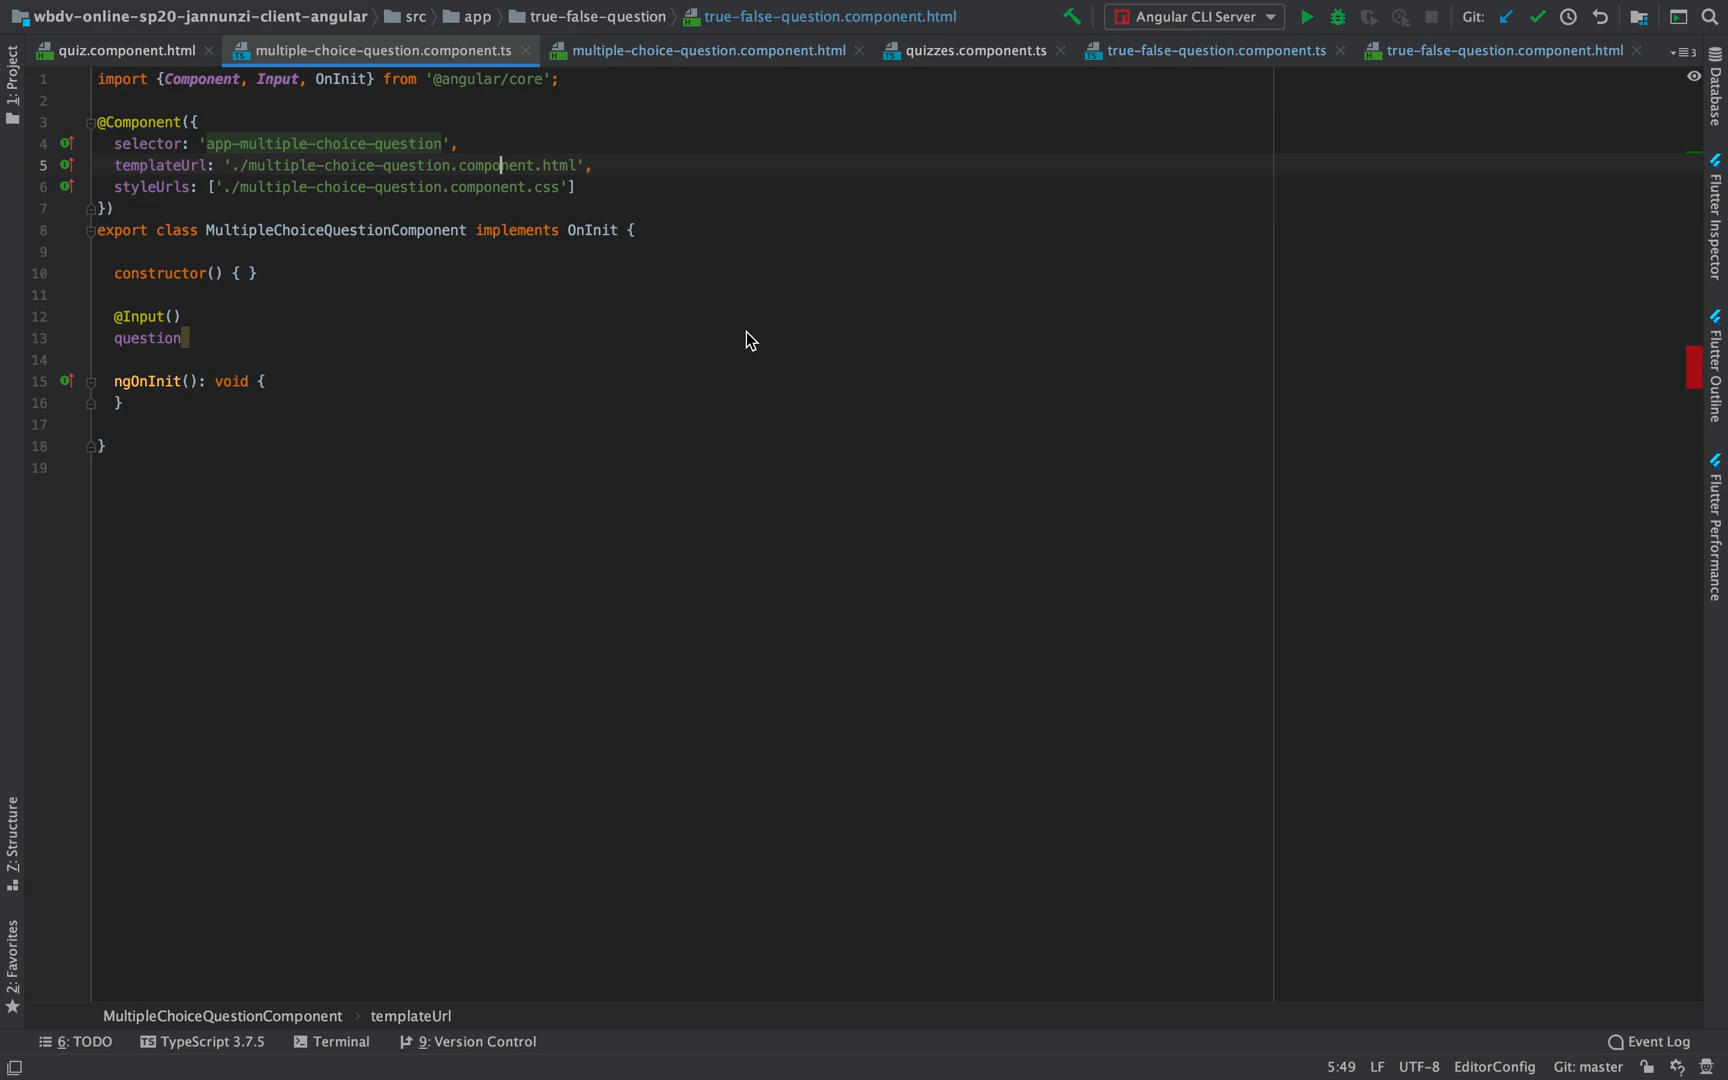 wbdv-online-sp20-jannunzi-client-angular src app true-false-question true-false-question.component.html Angular CLI Server Git:
quiz.component.html multiple-choice-question.component.ts multiple-choice-question.component.html quizzes.component.ts true-false-question.component.ts true-false-question.component.html 3
1 import {Component, Input, OnInit} from '@angular/core';
2
3 @Component({
4 selector: 'app-multiple-choice-question',
5 templateUrl: './multiple-choice-question.component.html',
6 styleUrls: ['./multiple-choice-question.component.css']
7 })
8 export class MultipleChoiceQuestionComponent implements OnInit {
9
10 constructor() { }
11
12 @Input()
13 question
14
15 ngOnInit(): void {
16 }
17
18 }
19
1: Project
7: Structure
2: Favorites
Database
Flutter Inspector
Flutter Outline
Flutter Performance
MultipleChoiceQuestionComponent templateUrl
6: TODO TypeScript 3.7.5 Terminal 9: Version Control Event Log
5:49 LF UTF-8 EditorConfig Git: master